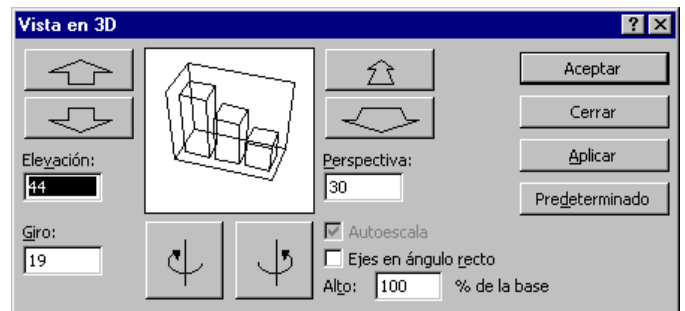 Vista en 3D
Aceptar
Cerrar
Elevación:
44
Perspectiva:
30
Aplicar
Predeterminado
Giro:
19
Autoescala
Ejes en ángulo recto
Alto: 100 % de la base